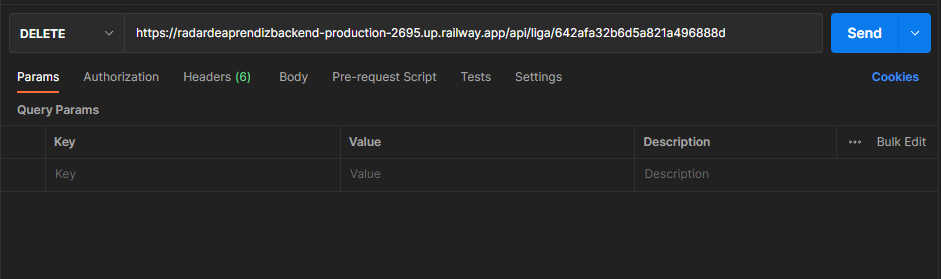 DELETE https://radardeaprendizbackend-production-2695.up.railway.app/api/liga/642afa32b6d5a821a496888d Send
Params Authorization Headers (6) Body Pre-request Script Tests Settings Cookies
Query Params
Key Value Description ••• Bulk Edit
Key Value Description